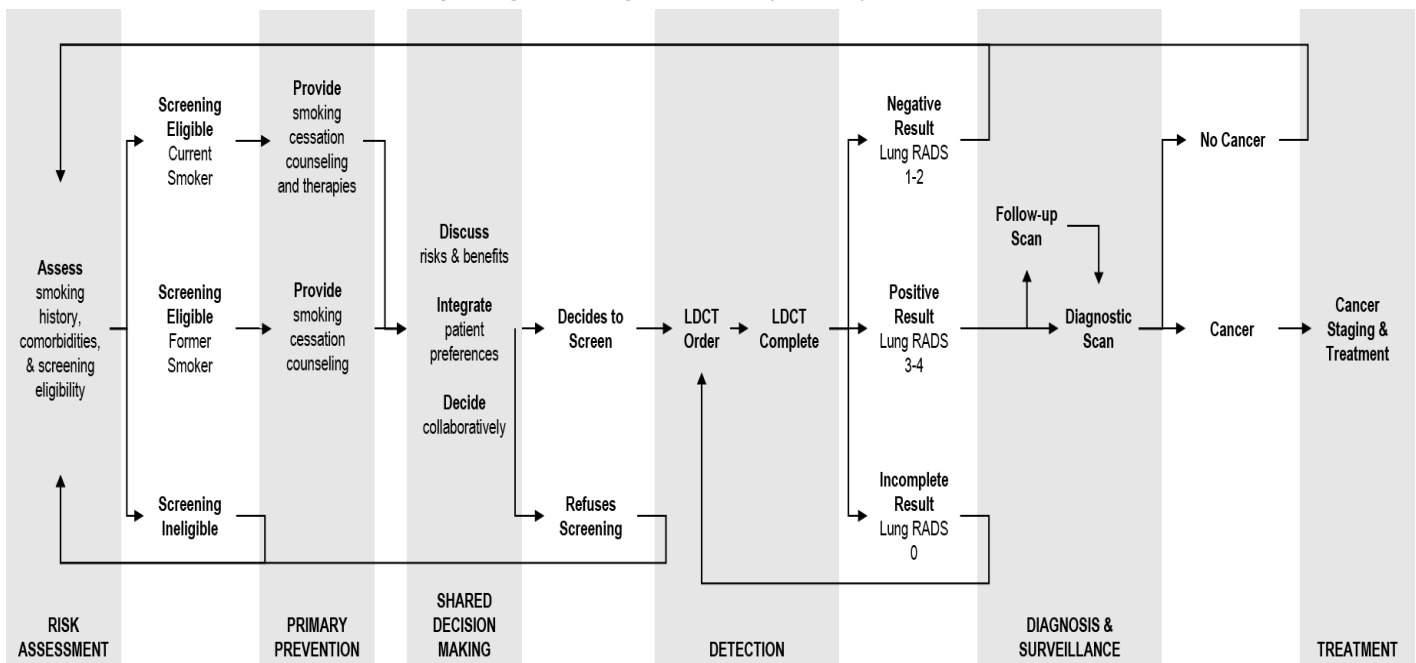 Assess
smoking
history,
comorbidities,
& screening
eligibility
Screening
Eligible
Current
Smoker
Screening
Eligible
Former
Smoker
Screening
Ineligible
Provide
smoking
cessation
counseling
and therapies
Provide
smoking
cessation
counseling
Discuss
risks & benefits
Integrate
patient
preferences
Decide
collaboratively
Decides to
Screen
Refuses
Screening
LDCT
Order
LDCT
Complete
Negative
Result
Lung RADS
1-2
Positive
Result
Lung RADS
3-4
Incomplete
Result
Lung RADS
0
Follow-up
Scan
Diagnostic
Scan
No Cancer
Cancer
Cancer
Staging &
Treatment
RISK
ASSESSMENT
PRIMARY
PREVENTION
SHARED
DECISION
MAKING
DETECTION
DIAGNOSIS &
SURVEILLANCE
TREATMENT